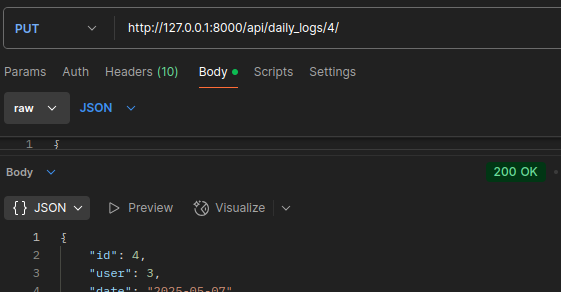 PUT http://127.0.0.1:8000/api/daily_logs/4/
Params Auth Headers (10) Body Scripts Settings
raw JSON
1 {
Body 200 OK
{} JSON Preview Visualize
1 {
2 "id": 4,
3 "user": 3,
4 "date": "2025-05-07"